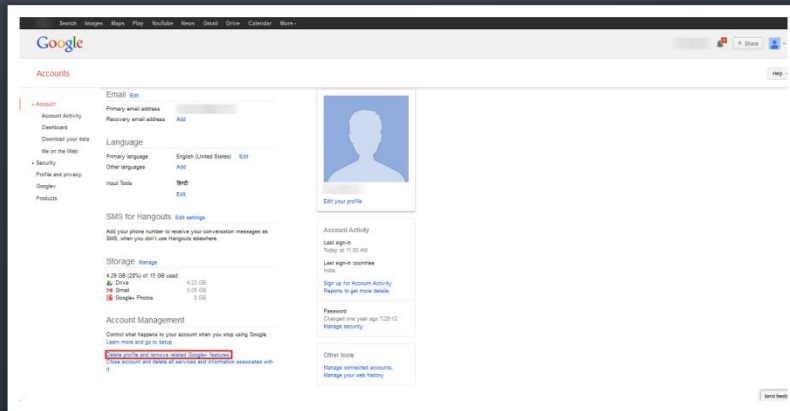 Search Images Maps Play YouTube News Gmail Drive Calendar More
Google
1
+ Share
Accounts
Help
Account
Account Activity
Dashboard
Download your data
Me on the Web
Security
Profile and privacy
Google+
Products
Email Edit
Primary email address
Recovery email address Add
Language
Primary language English (United States) Edit
Other languages Add
Input Tools हिन्दी
Edit
SMS for Hangouts Edit settings
Add your phone number to receive your conversation messages as
SMS, when you don't use Hangouts elsewhere.
Storage Manage
4.29 GB (28%) of 15 GB used
Drive 4.23 GB
Gmail 0.05 GB
Google+ Photos 0 GB
Account Management
Control what happens to your account when you stop using Google.
Learn more and go to setup
Delete profile and remove related Google+ features.
Close account and delete all services and information associated with
it.
Edit your profile
Account Activity
Last sign-in
Today at 11:00 AM
Last sign-in countries
India
Sign up for Account Activity
Reports to get more details.
Password
Changed one year ago 7/25/12
Manage security
Other tools
Manage connected accounts.
Manage your web history.
Send feedb